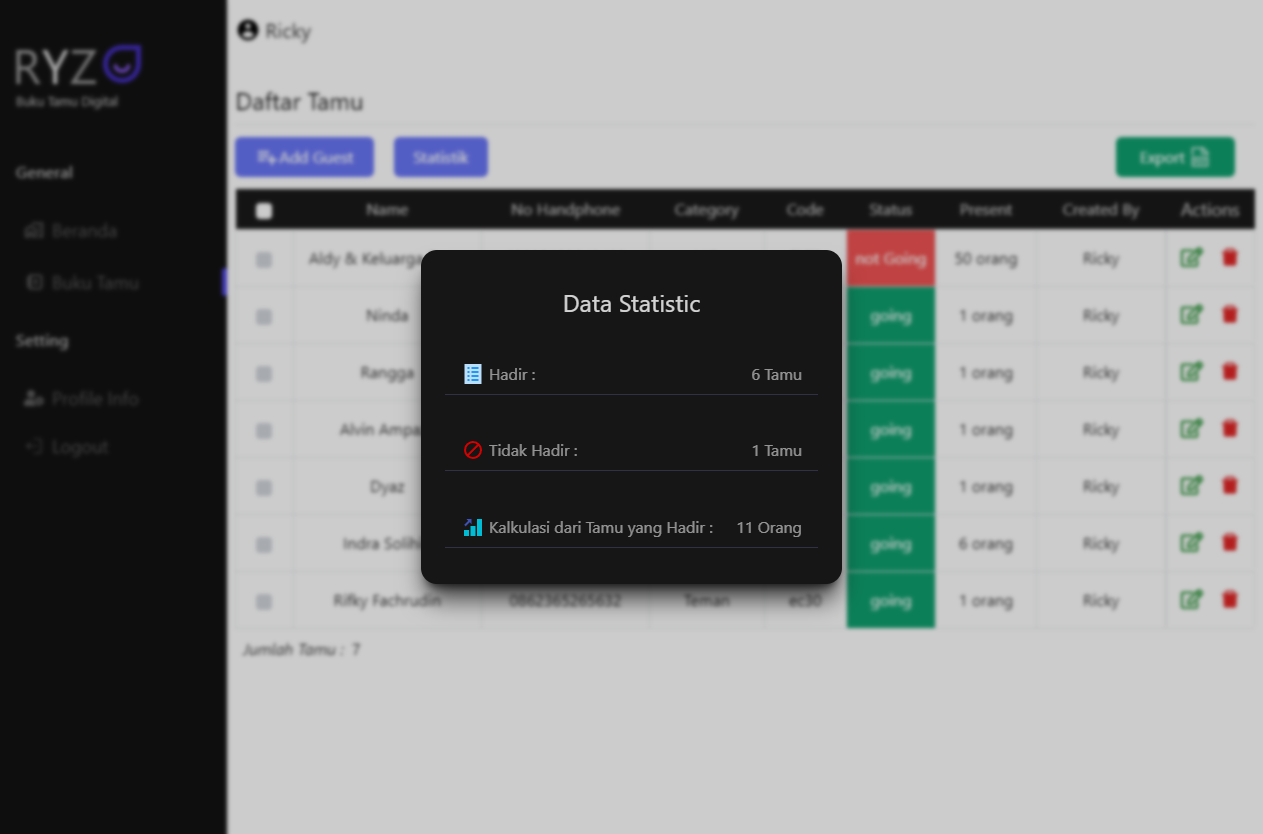 RYZ
Buku Tamu Digital
General
Beranda
Buku Tamu
Setting
Profile Info
Logout
Ricky
Daftar Tamu
Add Guest Statistik Export
Name No Handphone Category Code Status Present Created By Actions
Aldy & Keluarga not Going 50 orang Ricky
Ninda going 1 orang Ricky
Rangga going 1 orang Ricky
Alvin going 1 orang Ricky
Dyaz going 1 orang Ricky
Indra going 6 orang Ricky
Rifky Fachrudin 0862365265632 Teman ec30 going 1 orang Ricky
Jumlah Tamu : 7
Data Statistic
Hadir : 6 Tamu
Tidak Hadir : 1 Tamu
Kalkulasi dari Tamu yang Hadir : 11 Orang